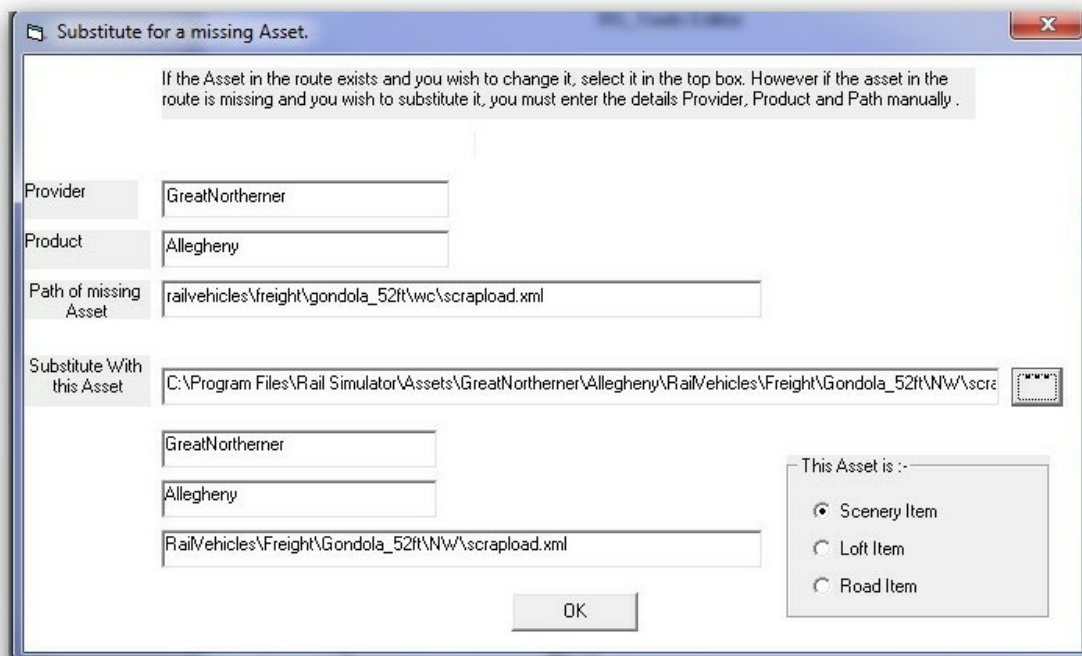 Substitute for a missing Asset.
If the Asset in the route exists and you wish to change it, select it in the top box. However if the asset in the
route is missing and you wish to substitute it, you must enter the details Provider, Product and Path manually .
Provider
GreatNortherner
Product
Allegheny
Path of missing
Asset
railvehicles\freight\gondola_52ft\wc\scrapload.xml
Substitute With
this Asset
C:\Program Files\Rail Simulator\Assets\GreatNortherner\Allegheny\RailVehicles\Freight\Gondola_52ft\NW\scra
GreatNortherner
Allegheny
RailVehicles\Freight\Gondola_52ft\NW\scrapload.xml
This Asset is :-
Scenery Item
Loft Item
Road Item
OK